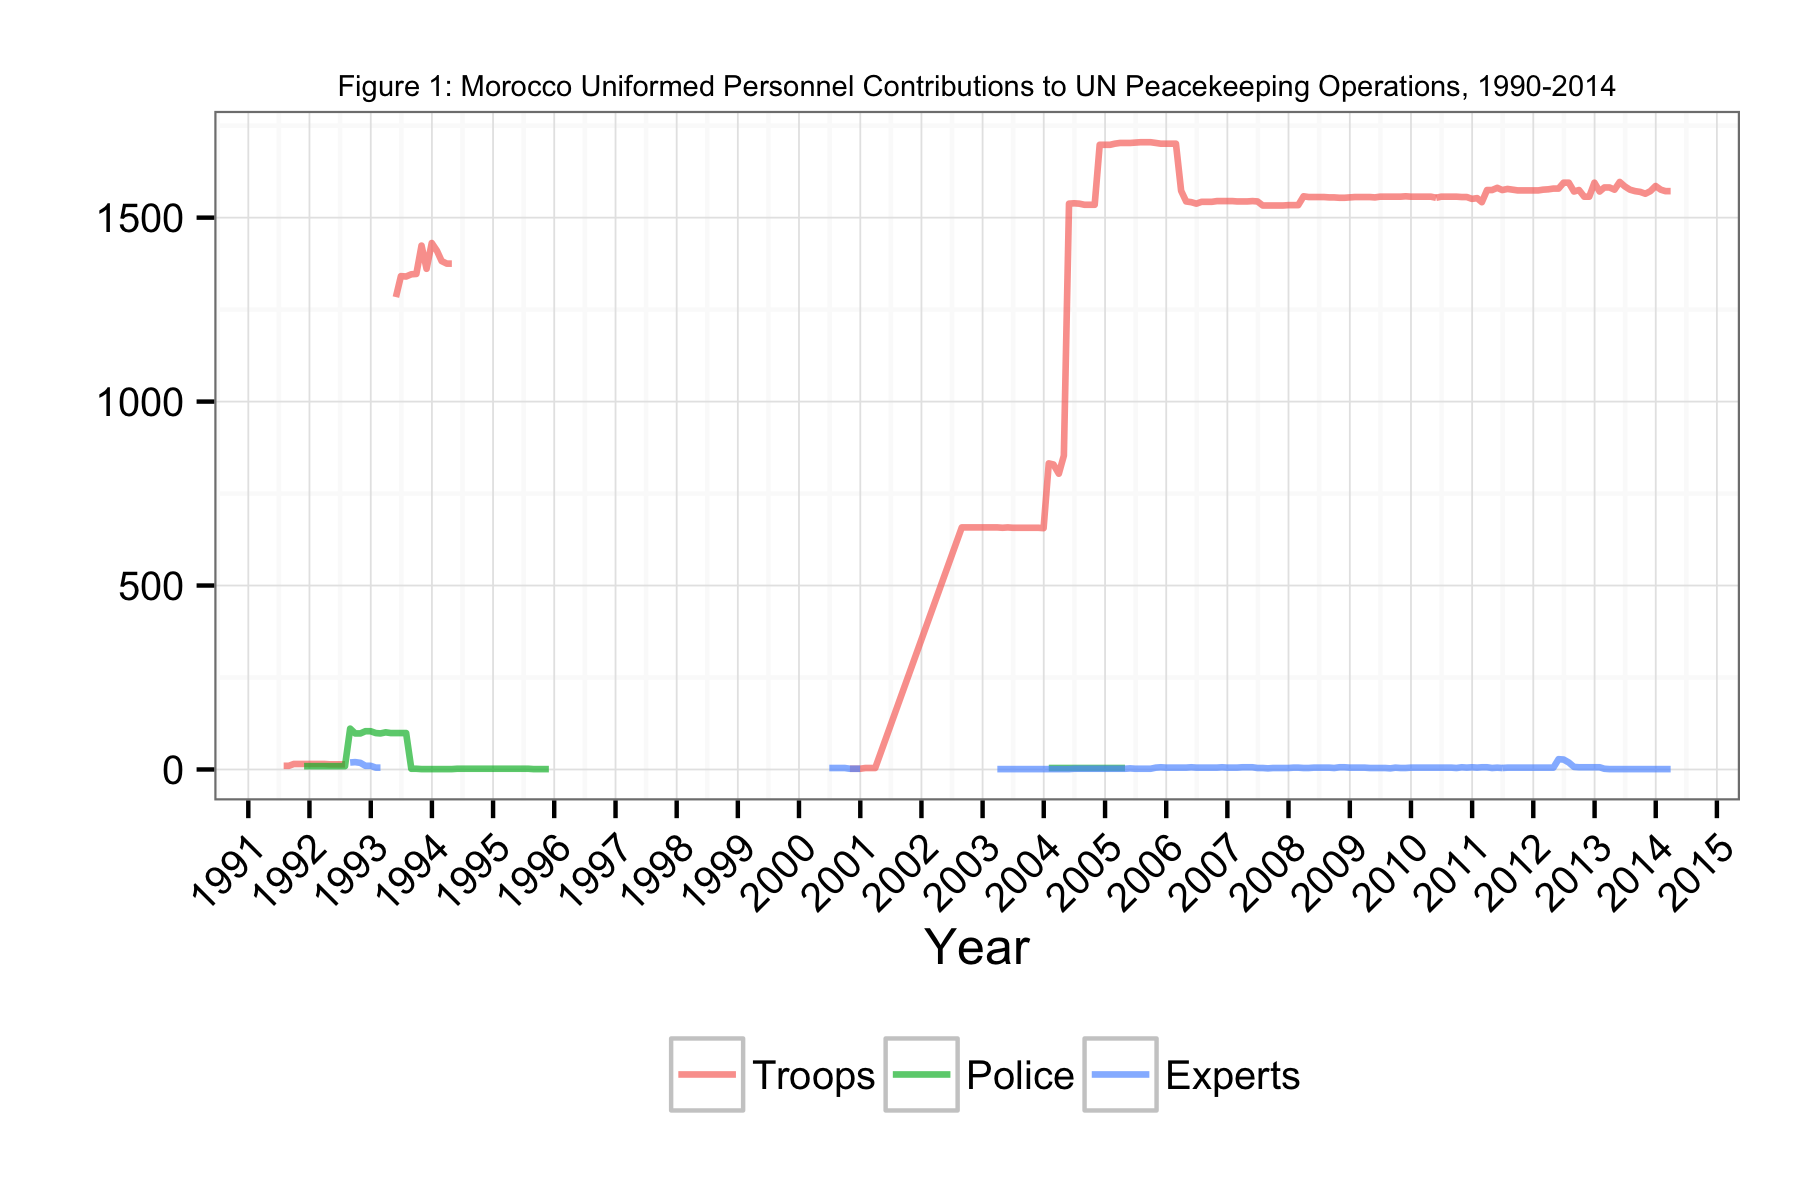 Figure 1: Morocco Uniformed Personnel Contributions to UN Peacekeeping Operations, 1990-2014
1500
1000
500
0
1991 1992 1993 1994 1995 1996 1997 1998 1999 2000 2001 2002 2003 2004 2005 2006 2007 2008 2009 2010 2011 2012 2013 2014 2015
Year
Troops Police Experts